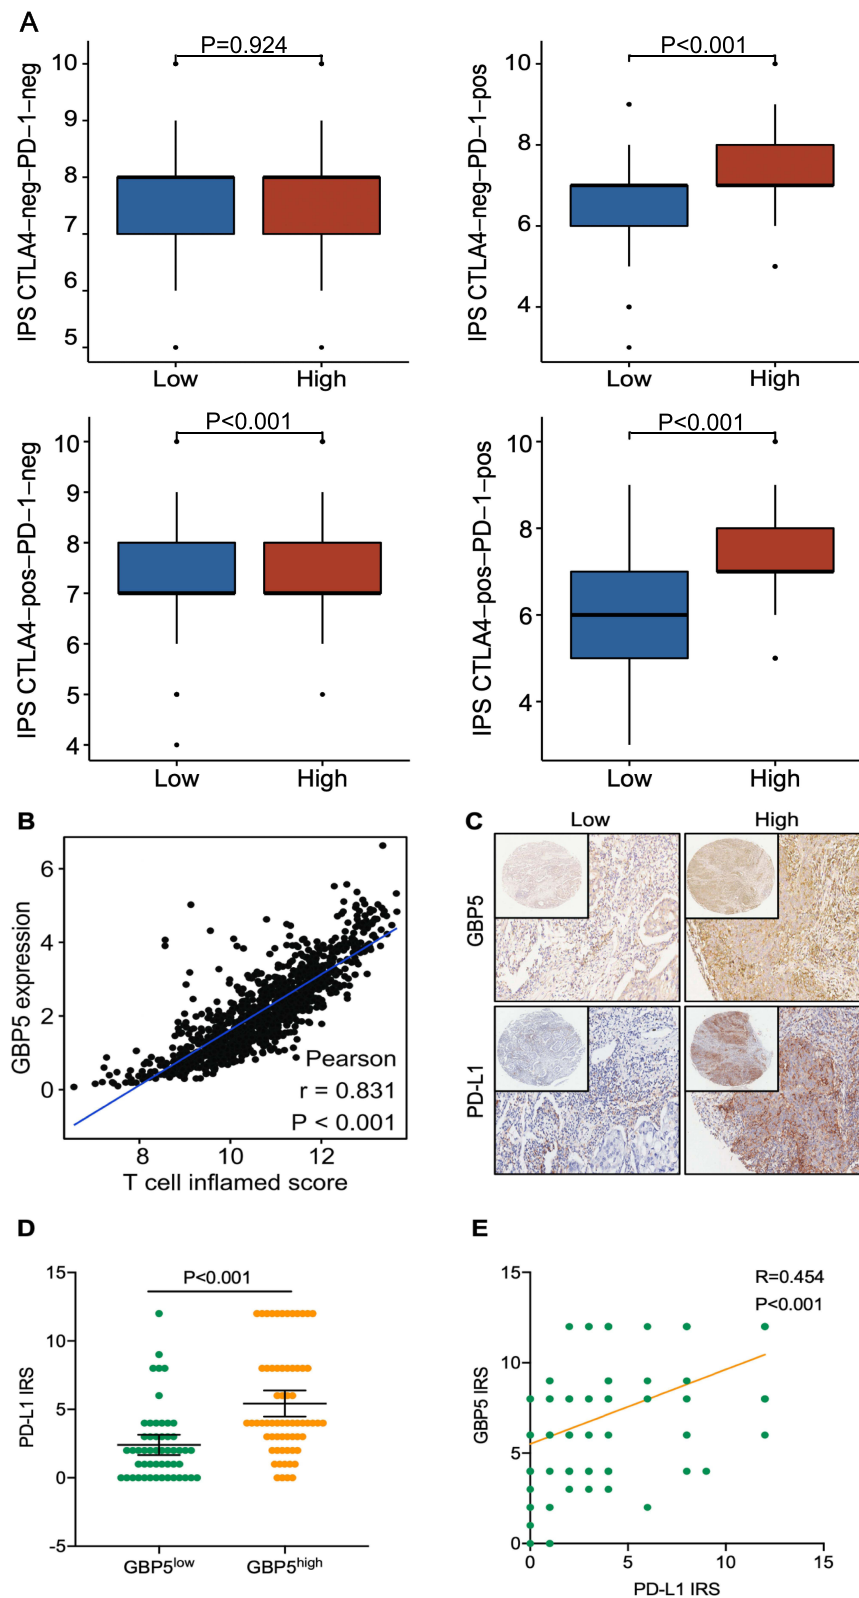 A
IPS CTLA4–neg–PD–1–neg
P=0.924
10
9
8
7
6
5
Low
High
IPS CTLA4–neg–PD–1–pos
P<0.001
10
8
6
4
Low
High
IPS CTLA4–pos–PD–1–neg
P<0.001
10
9
8
7
6
5
4
Low
High
IPS CTLA4–pos–PD–1–pos
P<0.001
10
8
6
4
Low
High
B
GBP5 expression
6
4
2
0
Pearson
r = 0.831
P < 0.001
8
10
12
T cell inflamed score
C
Low
High
GBP5
PD-L1
D
PD-L1 IRS
P<0.001
15
10
5
0
-5
GBP5low
GBP5high
E
GBP5 IRS
R=0.454
P<0.001
15
10
5
0
0
5
10
15
PD-L1 IRS